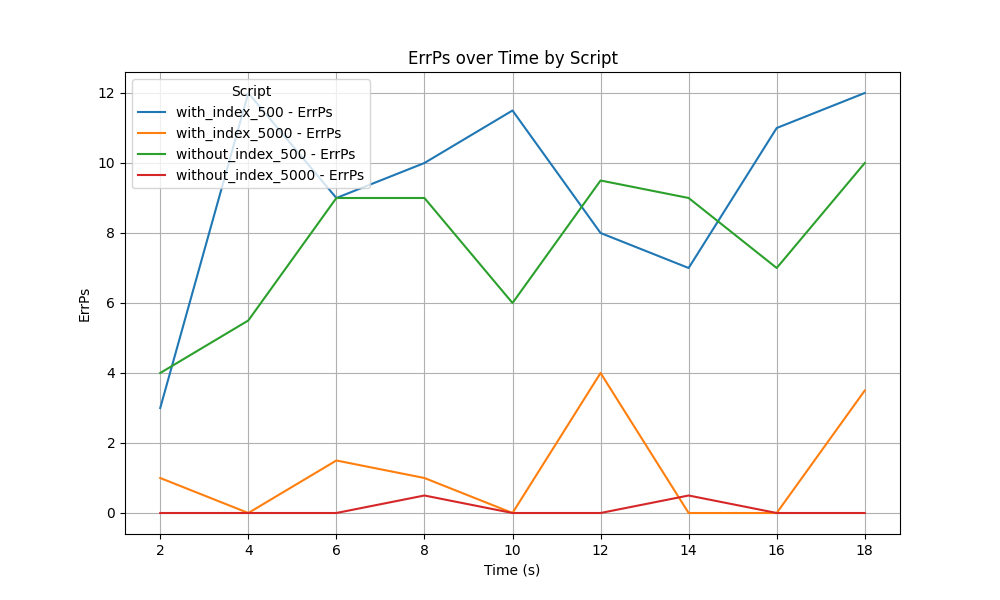 ErrPs over Time by Script
Script
with_index_500 - ErrPs
with_index_5000 - ErrPs
without_index_500 - ErrPs
without_index_5000 - ErrPs
12
10
8
6
4
2
0
ErrPs
2 4 6 8 10 12 14 16 18
Time (s)